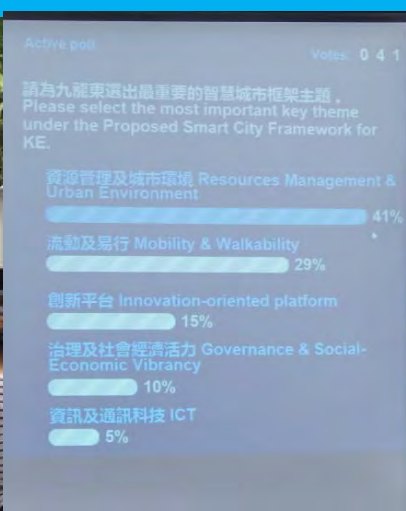 Active poll
Votes: 0 4 1
請為九龍東選出最重要的智慧城市框架主題。
Please select the most important key theme
under the Proposed Smart City Framework for
KE.
資源管理及城市環境 Resources Management &
Urban Environment
41%
流動及易行 Mobility & Walkability
29%
創新平台 Innovation-oriented platform
15%
治理及社會經濟活力 Governance & Social-
Economic Vibrancy
10%
資訊及通訊科技 ICT
5%